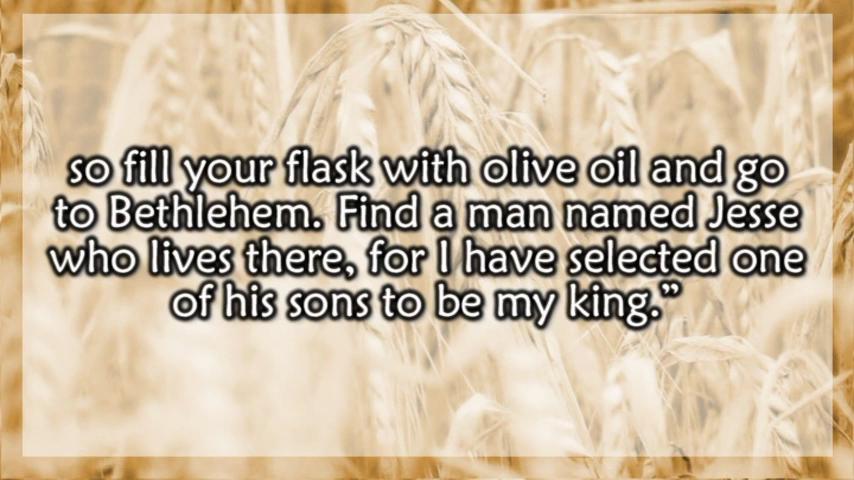 so fill your flask with olive oil and go
to Bethlehem. Find a man named Jesse
who lives there, for I have selected one
of his sons to be my king.”